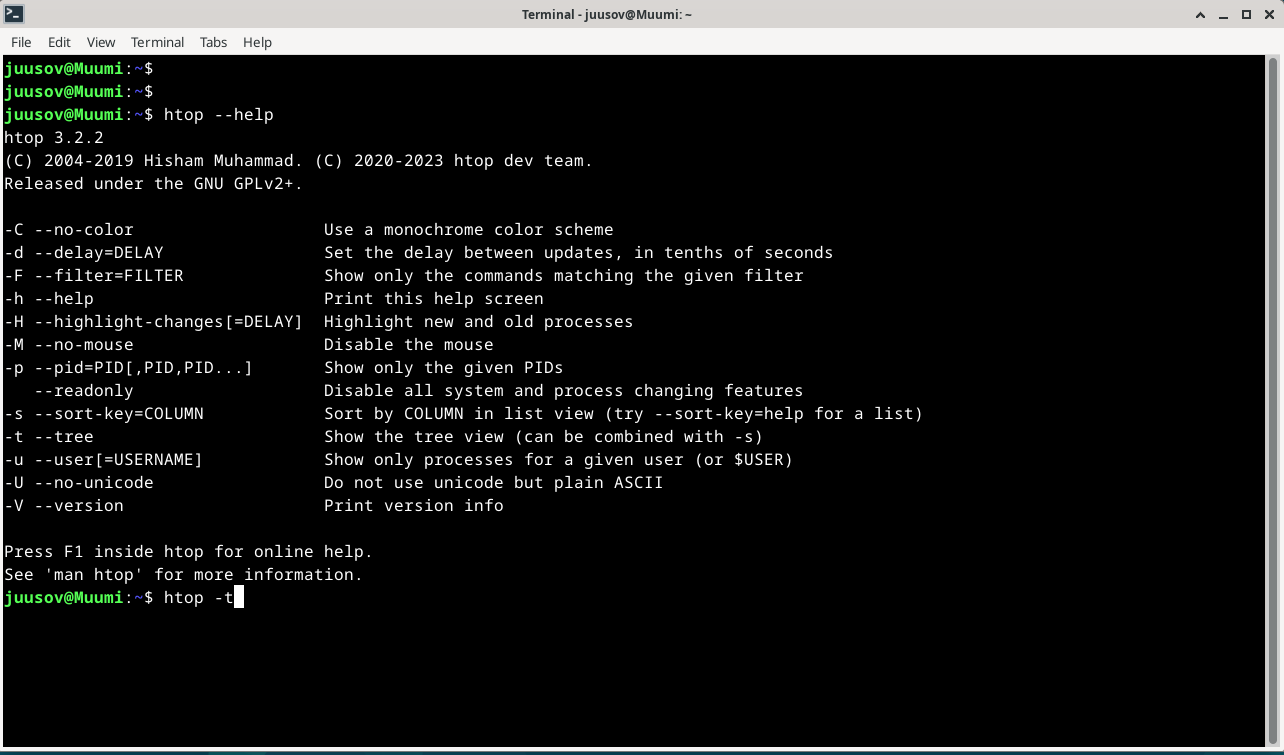 Terminal - juusov@Muumi: ~
File Edit View Terminal Tabs Help
juusov@Muumi:~$
juusov@Muumi:~$
juusov@Muumi:~$ htop --help
htop 3.2.2
(C) 2004-2019 Hisham Muhammad. (C) 2020-2023 htop dev team.
Released under the GNU GPLv2+.

-C --no-color                   Use a monochrome color scheme
-d --delay=DELAY                Set the delay between updates, in tenths of seconds
-F --filter=FILTER              Show only the commands matching the given filter
-h --help                       Print this help screen
-H --highlight-changes[=DELAY]  Highlight new and old processes
-M --no-mouse                   Disable the mouse
-p --pid=PID[,PID,PID...]       Show only the given PIDs
   --readonly                   Disable all system and process changing features
-s --sort-key=COLUMN            Sort by COLUMN in list view (try --sort-key=help for a list)
-t --tree                       Show the tree view (can be combined with -s)
-u --user[=USERNAME]            Show only processes for a given user (or $USER)
-U --no-unicode                 Do not use unicode but plain ASCII
-V --version                    Print version info

Press F1 inside htop for online help.
See 'man htop' for more information.
juusov@Muumi:~$ htop -t